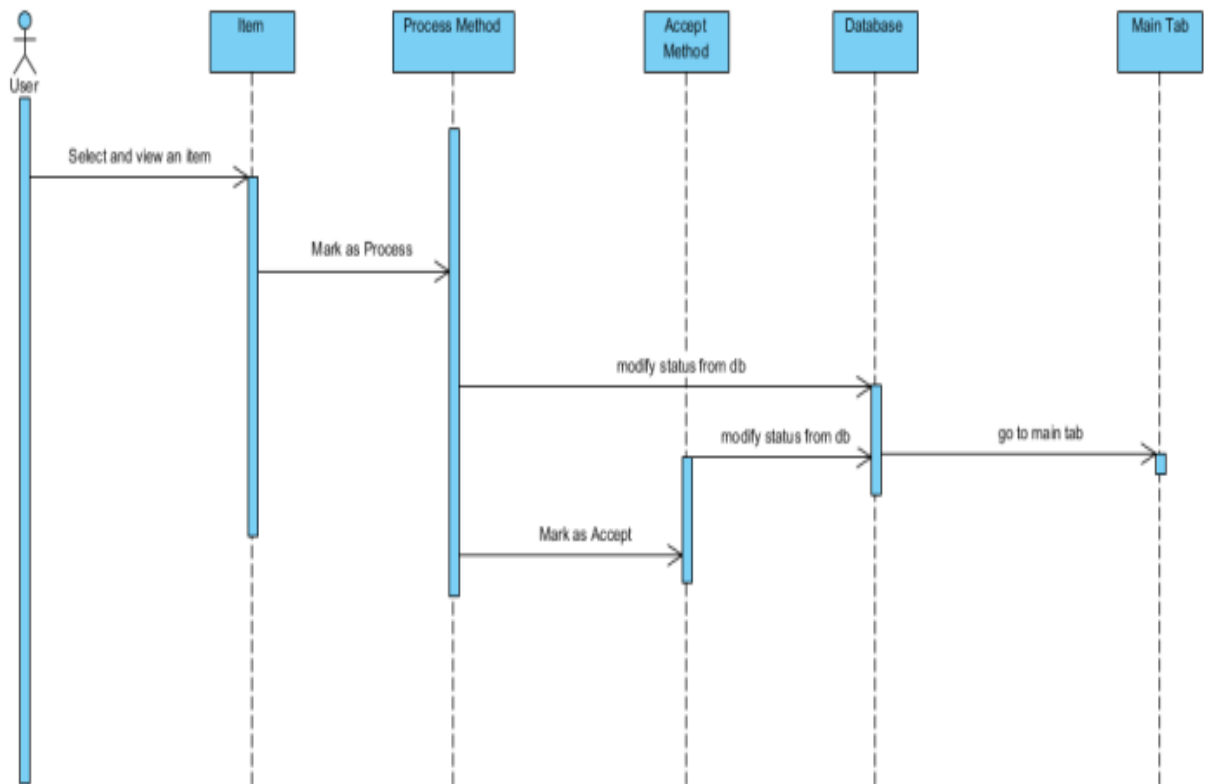 Item
Process Method
Accept
Method
Database
Main Tab
User
Select and view an item
Mark as Process
modify status from db
modify status from db
go to main tab
Mark as Accept